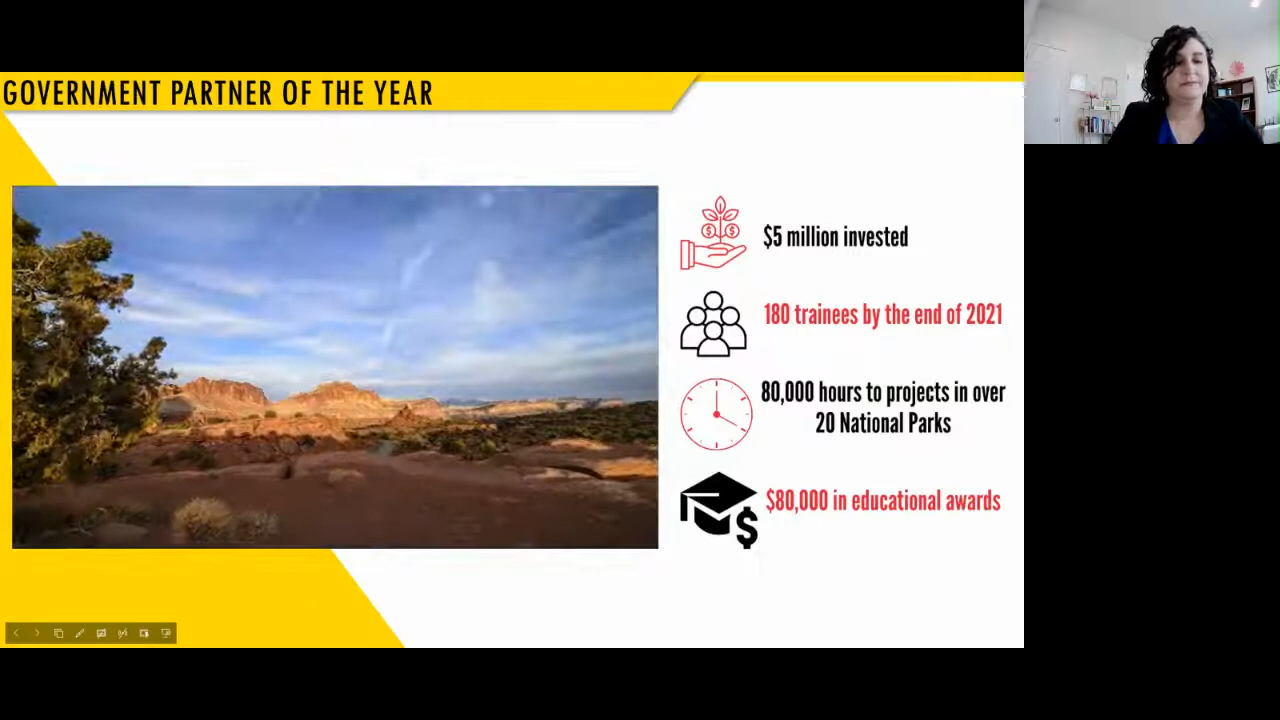 GOVERNMENT PARTNER OF THE YEAR
$5 million invested
180 trainees by the end of 2021
80,000 hours to projects in over
20 National Parks
$80,000 in educational awards